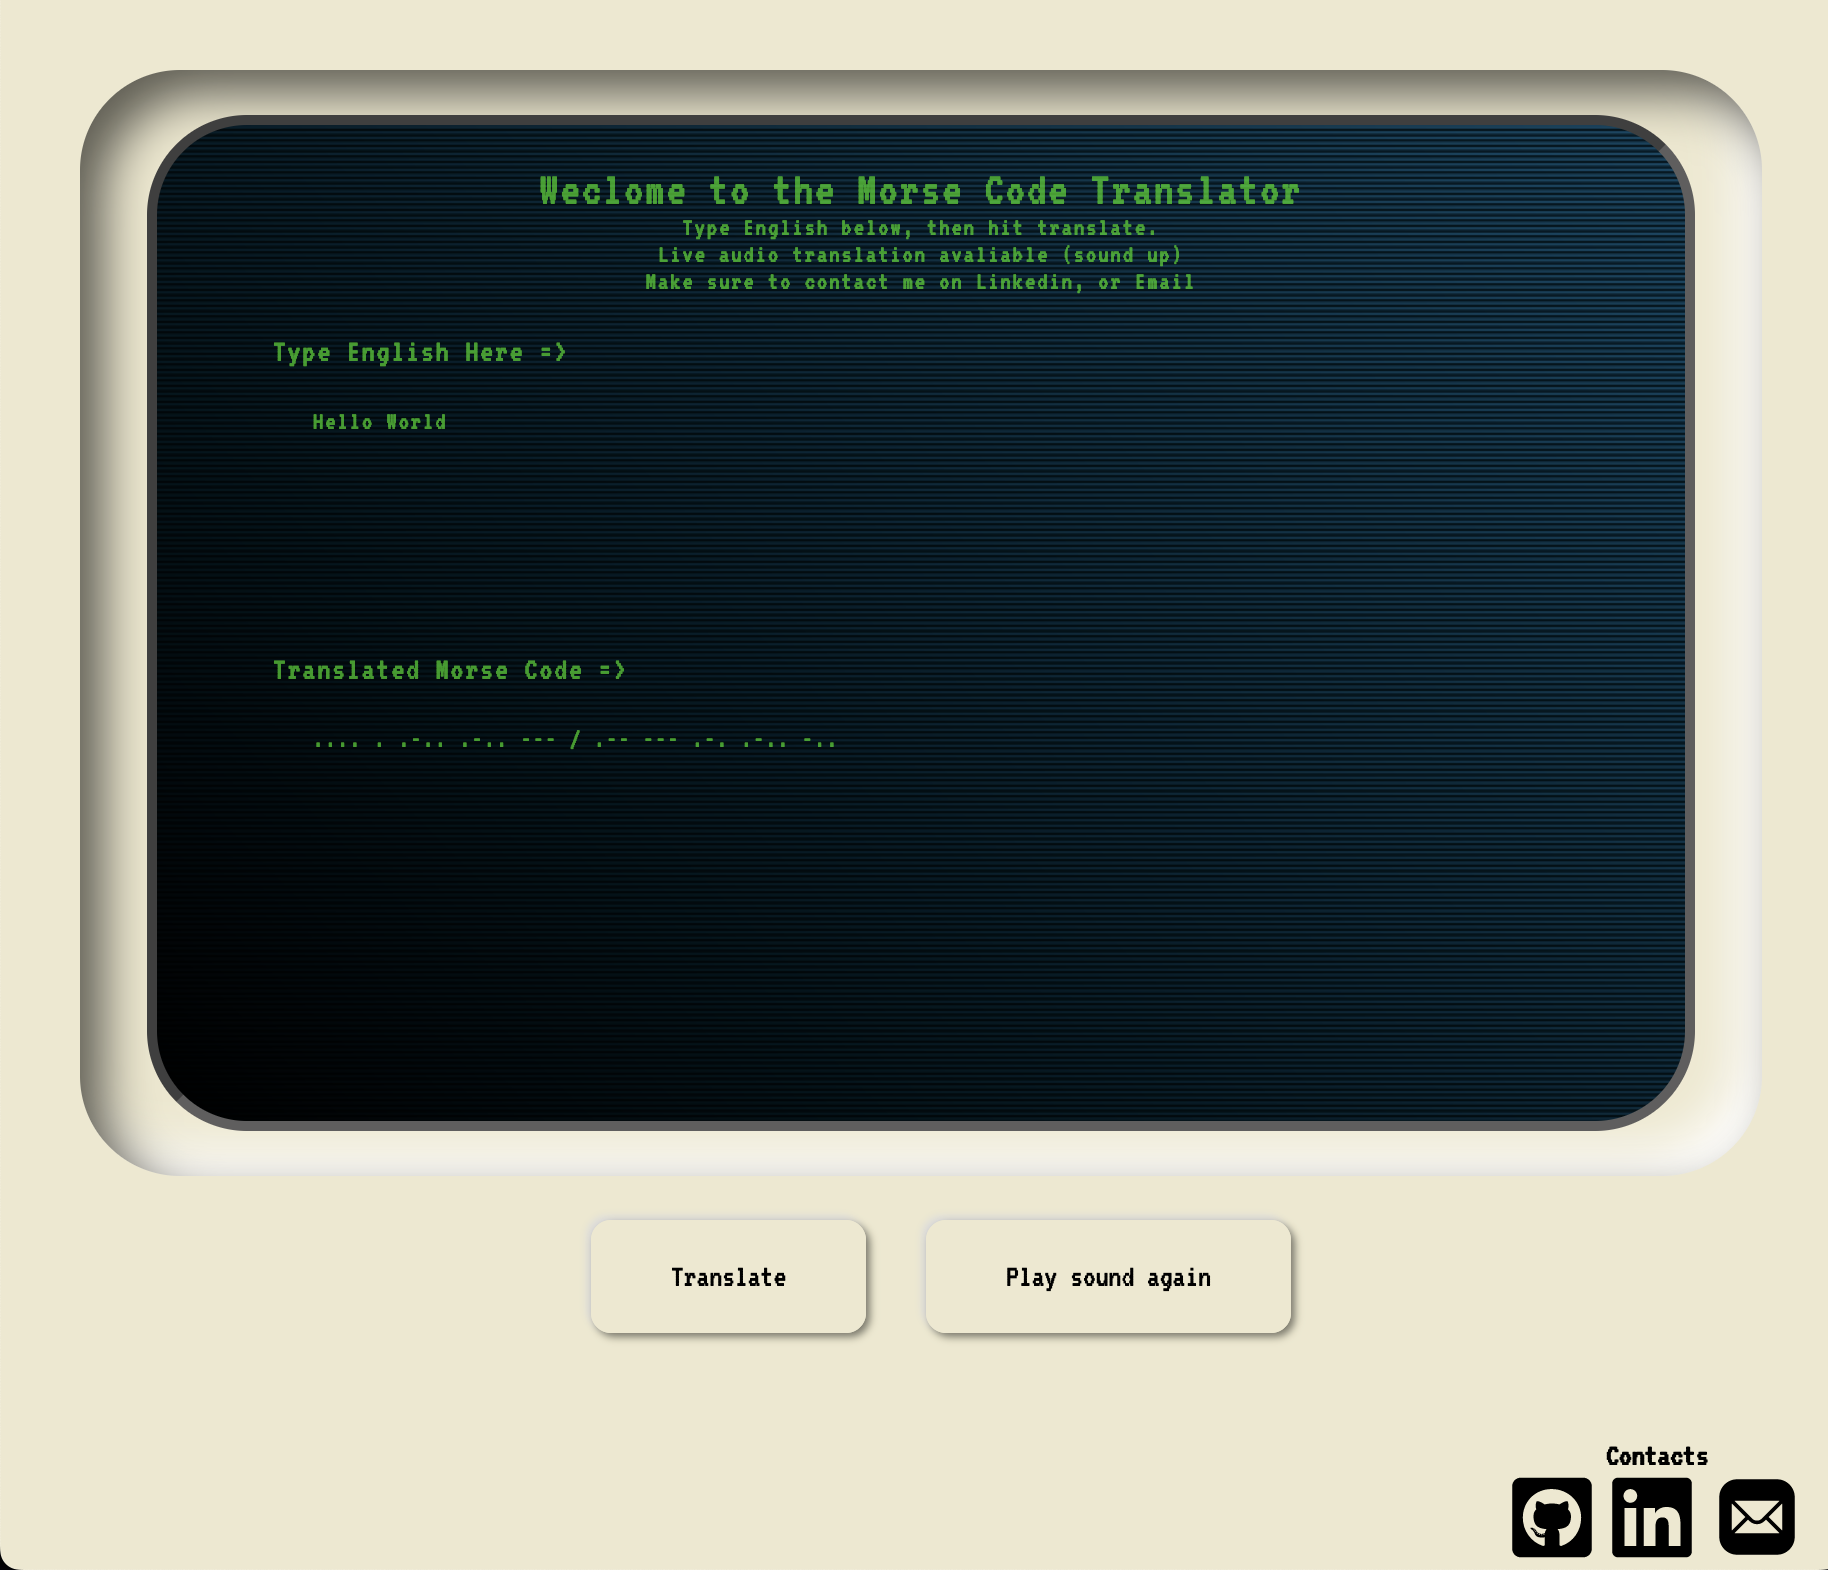 Weclome to the Morse Code Translator
Type English below, then hit translate.
Live audio translation avaliable (sound up)
Make sure to contact me on Linkedin, or Email
Type English Here =>
Hello World
Translated Morse Code =>
.... . .-.. .-.. --- / .-- --- .-. .-.. -..
Translate
Play sound again
Contacts
in